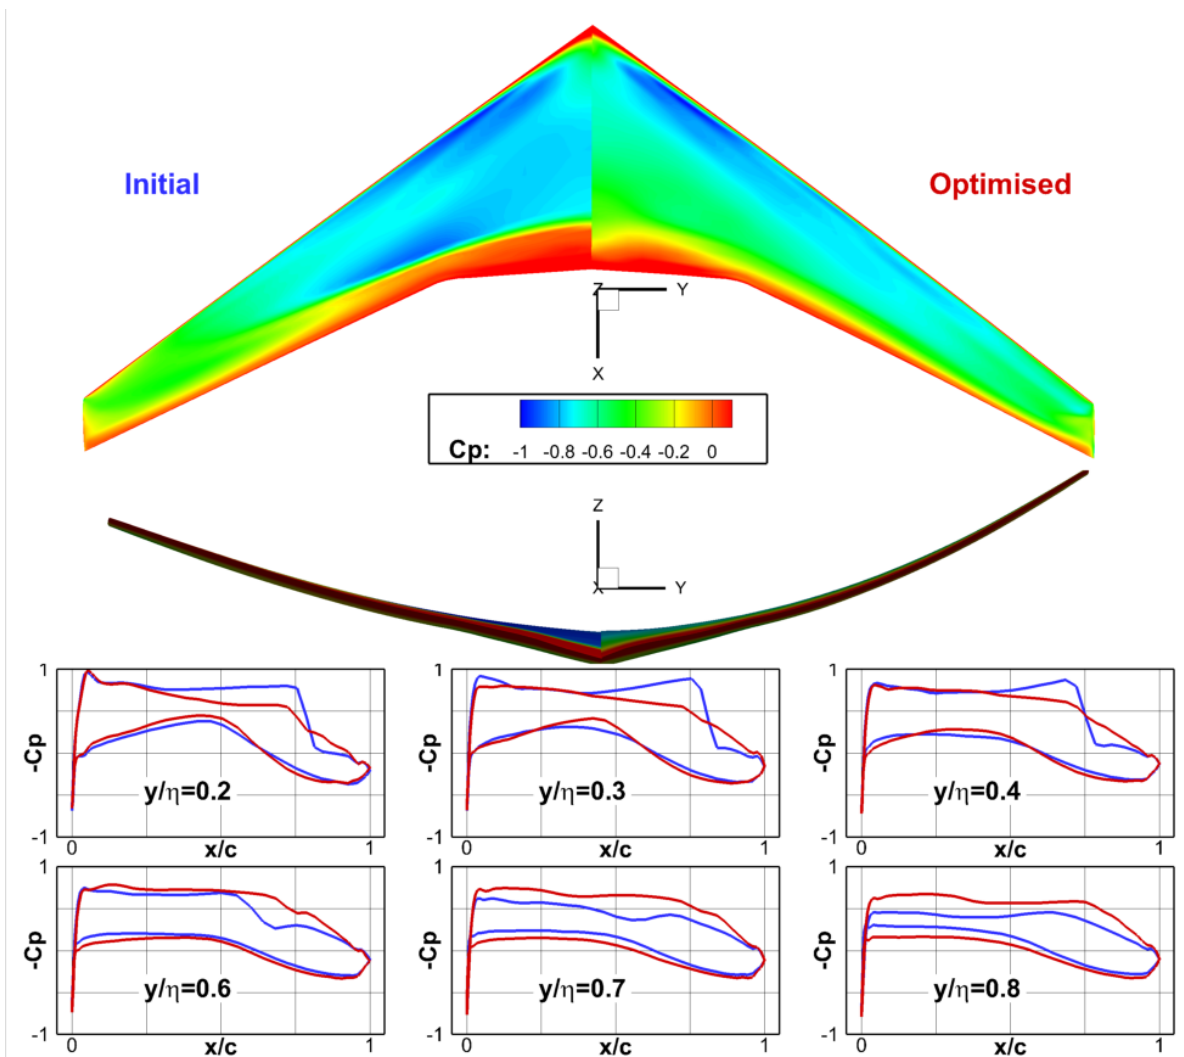 Initial
Optimised
Z
Y
X
Cp:
-1 -0.8 -0.6 -0.4 -0.2 0
Z
X
Y
1
-Cp
y/η=0.2
-1
0
x/c
1
1
-Cp
y/η=0.3
-1
0
x/c
1
1
-Cp
y/η=0.4
-1
0
x/c
1
1
-Cp
y/η=0.6
-1
0
x/c
1
1
-Cp
y/η=0.7
-1
0
x/c
1
1
-Cp
y/η=0.8
-1
0
x/c
1